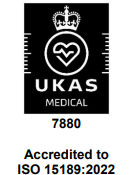 UKAS
MEDICAL
7880
Accredited to
ISO 15189:2022